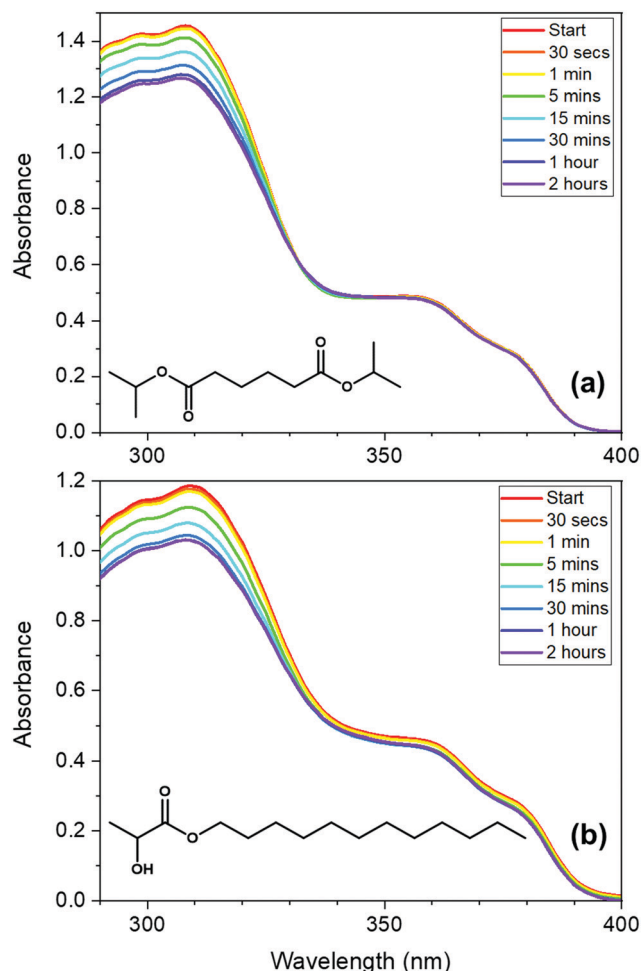 1.4
1.2
1.0
0.8
0.6
0.4
0.2
0.0
Absorbance
Start
30 secs
1 min
5 mins
15 mins
30 mins
1 hour
2 hours
O
O
O
O
(a)
300
350
400
1.2
1.0
0.8
0.6
0.4
0.2
0.0
Absorbance
Start
30 secs
1 min
5 mins
15 mins
30 mins
1 hour
2 hours
O
O
OH
(b)
300
350
400
Wavelength (nm)